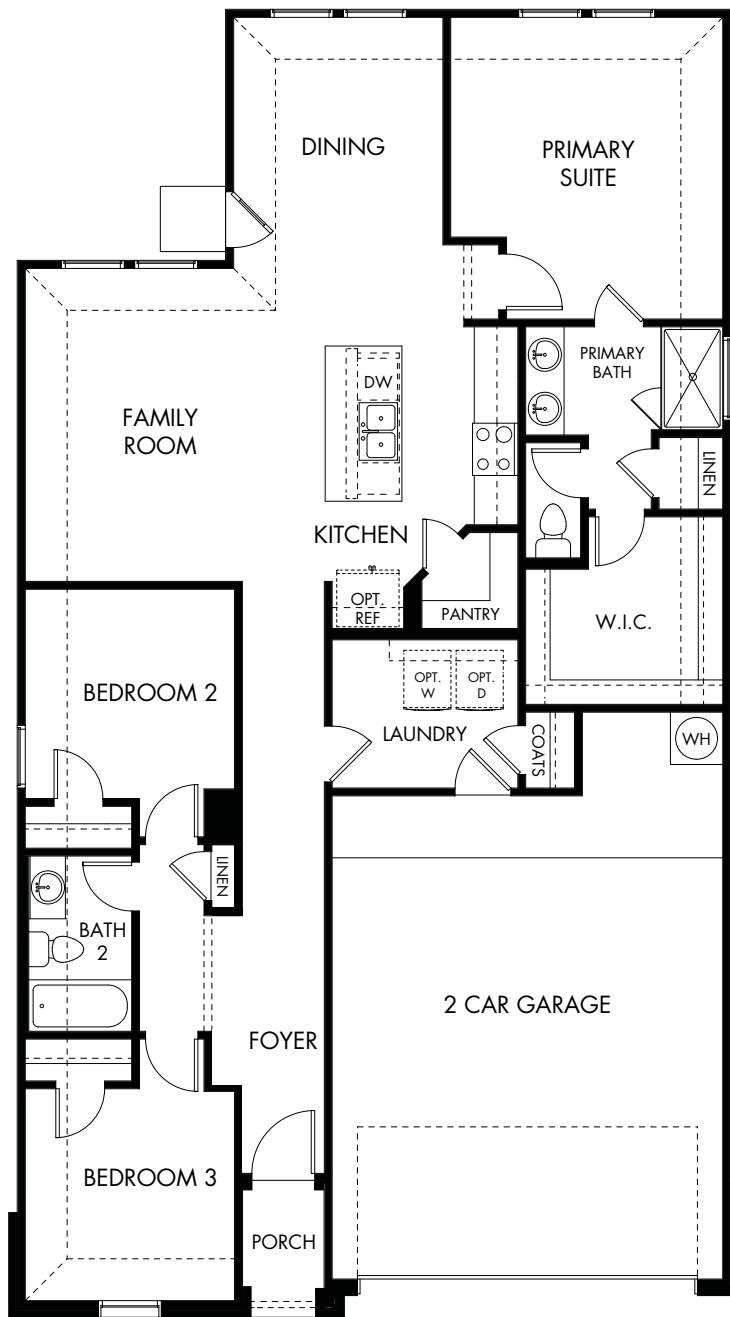 DINING
PRIMARY
SUITE
PRIMARY
BATH
DW
FAMILY
ROOM
LINEN
KITCHEN
OPT.
REF
PANTRY
W.I.C.
BEDROOM 2
OPT.
W
OPT.
D
LAUNDRY
COATS
WH
LINEN
BATH
2
2 CAR GARAGE
FOYER
BEDROOM 3
PORCH